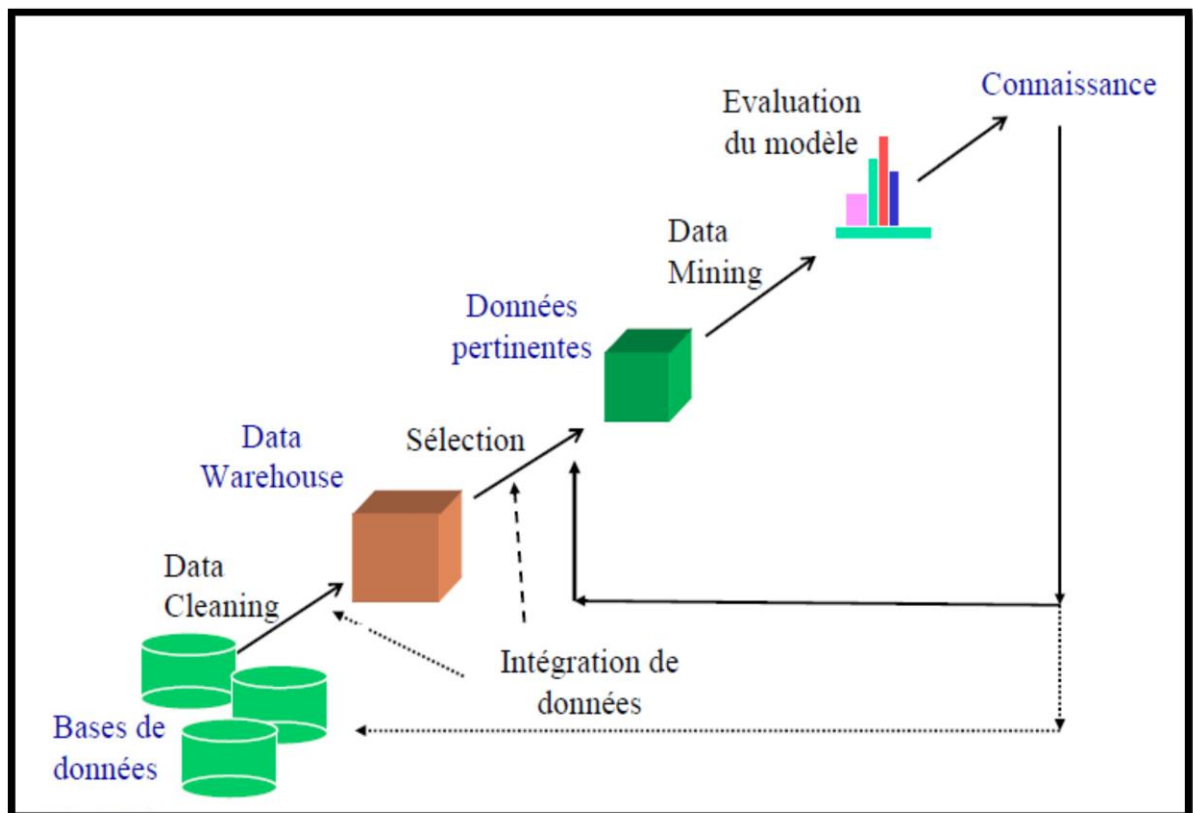 Connaissance
Evaluation
du modèle
Data
Mining
Données
pertinentes
Sélection
Data
Warehouse
Data
Cleaning
Intégration de
données
Bases de
données